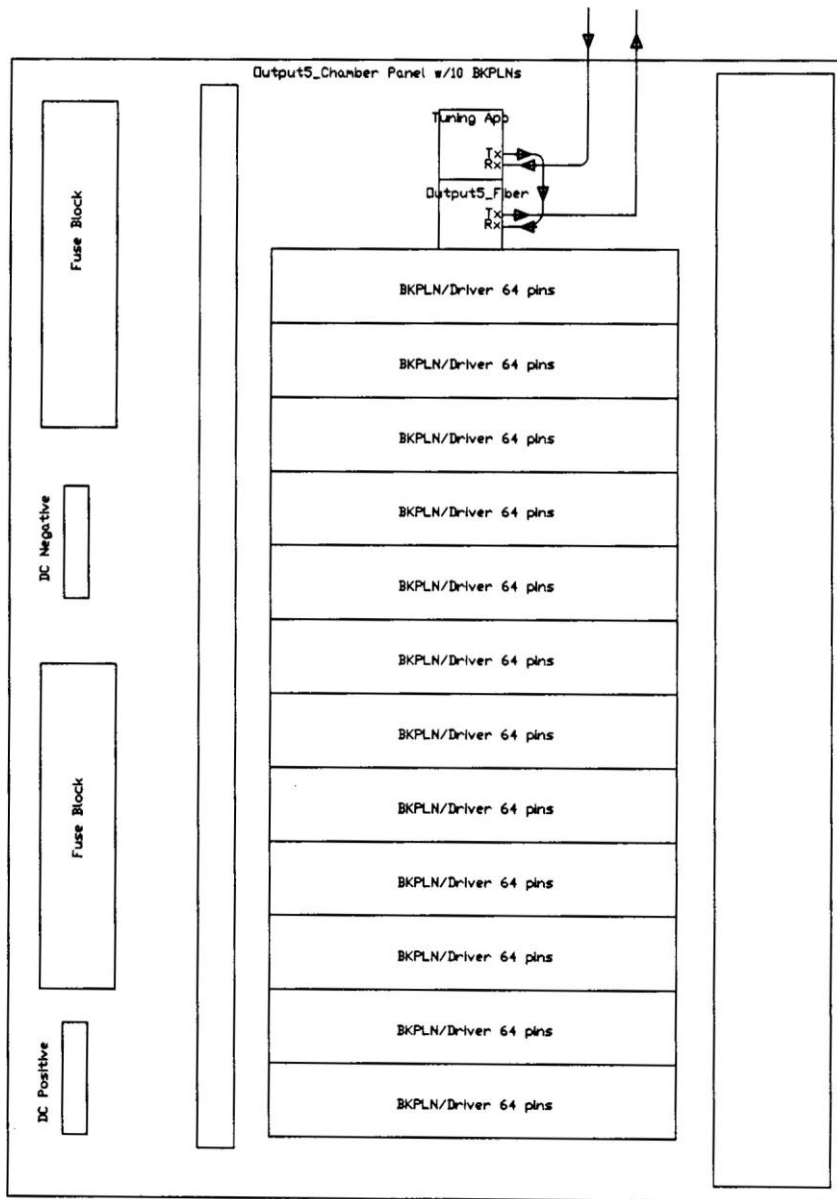 Output5_Chamber Panel w/10 BKPLNs
Tuning App
Tx
Rx
Output5_Fiber
Tx
Rx
Fuse Block
DC Negative
Fuse Block
DC Positive
BKPLN/Driver 64 pins
BKPLN/Driver 64 pins
BKPLN/Driver 64 pins
BKPLN/Driver 64 pins
BKPLN/Driver 64 pins
BKPLN/Driver 64 pins
BKPLN/Driver 64 pins
BKPLN/Driver 64 pins
BKPLN/Driver 64 pins
BKPLN/Driver 64 pins
BKPLN/Driver 64 pins
BKPLN/Driver 64 pins